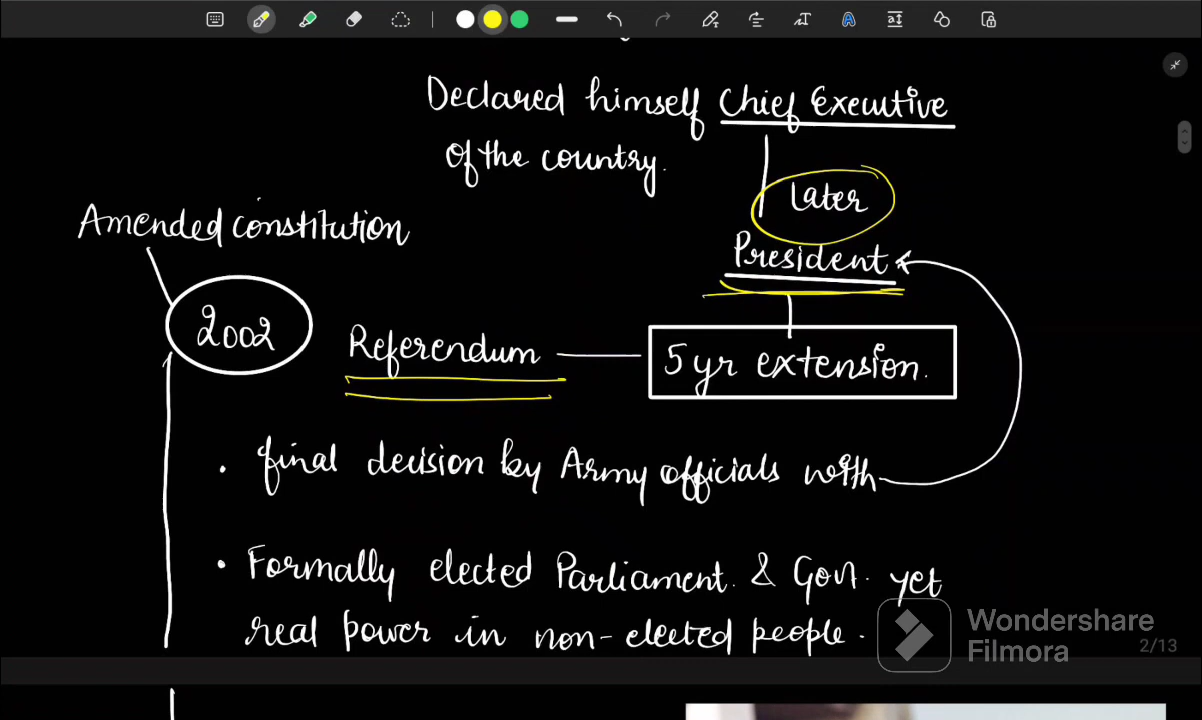 Declared himself Chief Executive
of the country.
Later
Amended constitution
President
2002
Referendum
5 yr extension.
. final decision by Army officials with
. Formally elected Parliament. & Govn. yet
real power in non-elected people.
Wondershare
Filmora
2/13